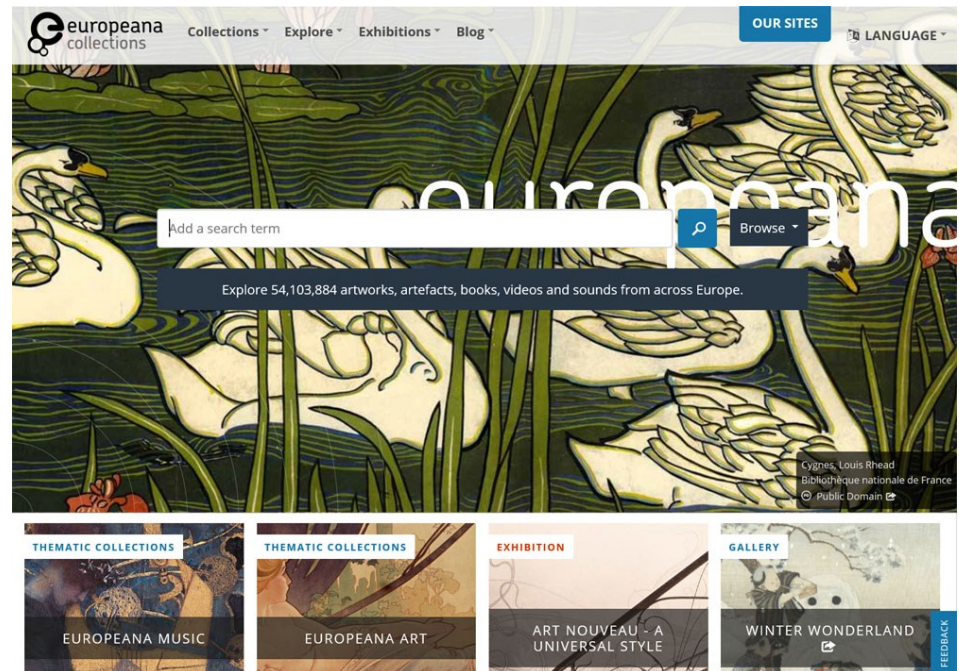 europeana
collections
Collections Explore Exhibitions Blog
OUR SITES
LANGUAGE
europeana
Add a search term
Browse
Explore 54,103,884 artworks, artefacts, books, videos and sounds from across Europe.
Cygnes, Louis Rhead
Bibliothèque nationale de France
Public Domain
THEMATIC COLLECTIONS
EUROPEANA MUSIC
THEMATIC COLLECTIONS
EUROPEANA ART
EXHIBITION
ART NOUVEAU - A
UNIVERSAL STYLE
GALLERY
WINTER WONDERLAND
FEEDBACK